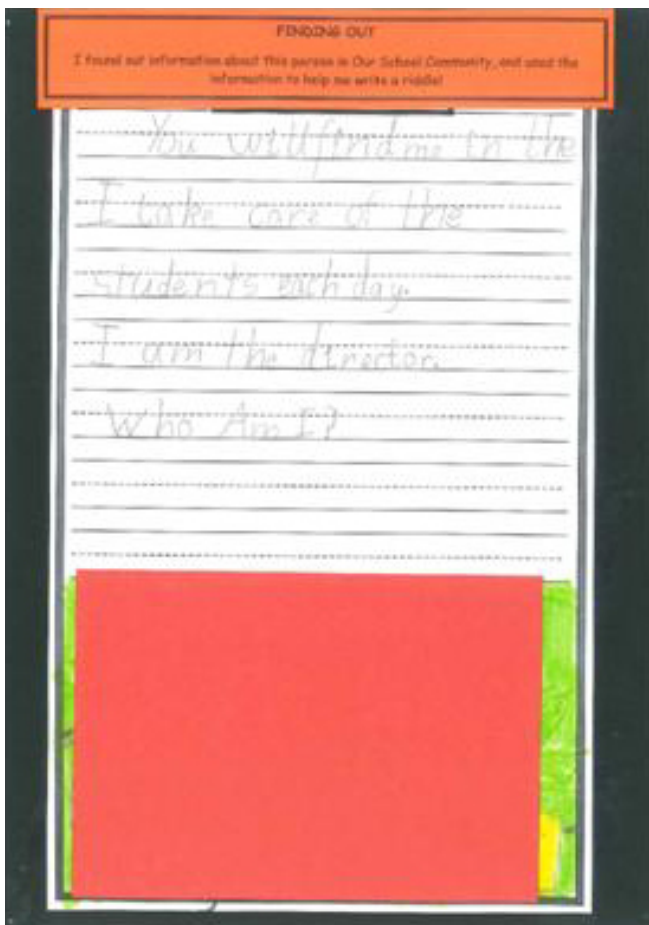 FINDING OUT
I found out information about this person in Our School Community, and used the
information to help me write a riddle!
You will find me in the
I take care of the
students each day.
I am the director.
Who Am I?